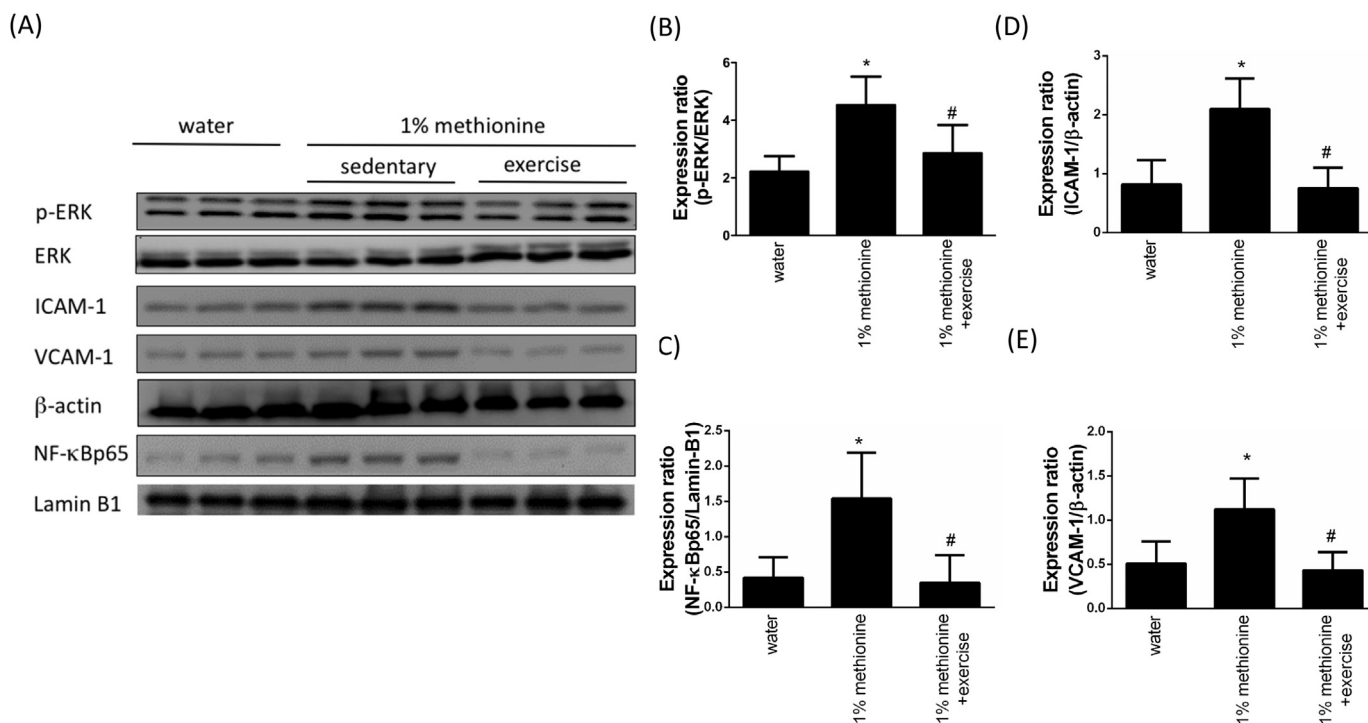 (A)
water
1% methionine
sedentary
exercise
p-ERK
ERK
ICAM-1
VCAM-1
β-actin
NF-κBp65
Lamin B1
(B)
Expression ratio
(p-ERK/ERK)
6
4
2
0
*
#
water
1% methionine
1% methionine
+exercise
C)
Expression ratio
(NF-κBp65/Lamin-B1)
2.5
2.0
1.5
1.0
0.5
0.0
*
#
water
1% methionine
1% methionine
+exercise
(D)
Expression ratio
(ICAM-1/β-actin)
3
2
1
0
*
#
water
1% methionine
1% methionine
+exercise
(E)
Expression ratio
(VCAM-1/β-actin)
2.0
1.5
1.0
0.5
0.0
*
#
water
1% methionine
1% methionine
+exercise